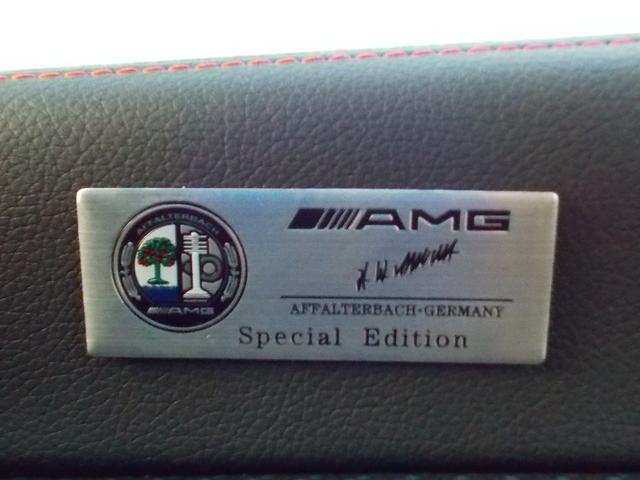 AFFALTERBACH
AMG
AMG
AFFALTERBACH-GERMANY
Special Edition